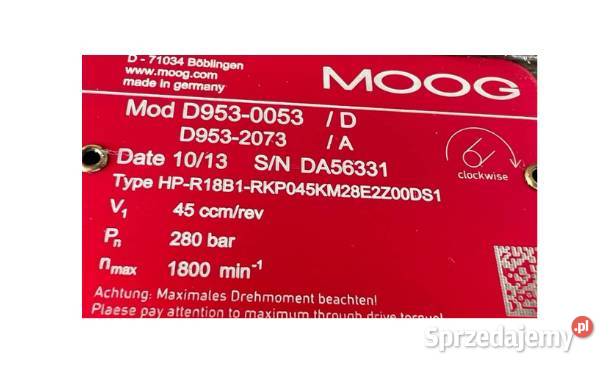 D - 71034 Böblingen
www.moog.com
made in germany
MOOG
Mod D953-0053 / D
D953-2073 / A
Date 10/13 S/N DA56331
clockwise
Type HP-R18B1-RKP045KM28E2Z00DS1
V1 45 ccm/rev
Pn 280 bar
nmax 1800 min-1
Achtung: Maximales Drehmoment beachten!
Please pay attention to maximum through drive torque!
Sprzedajemy.pl